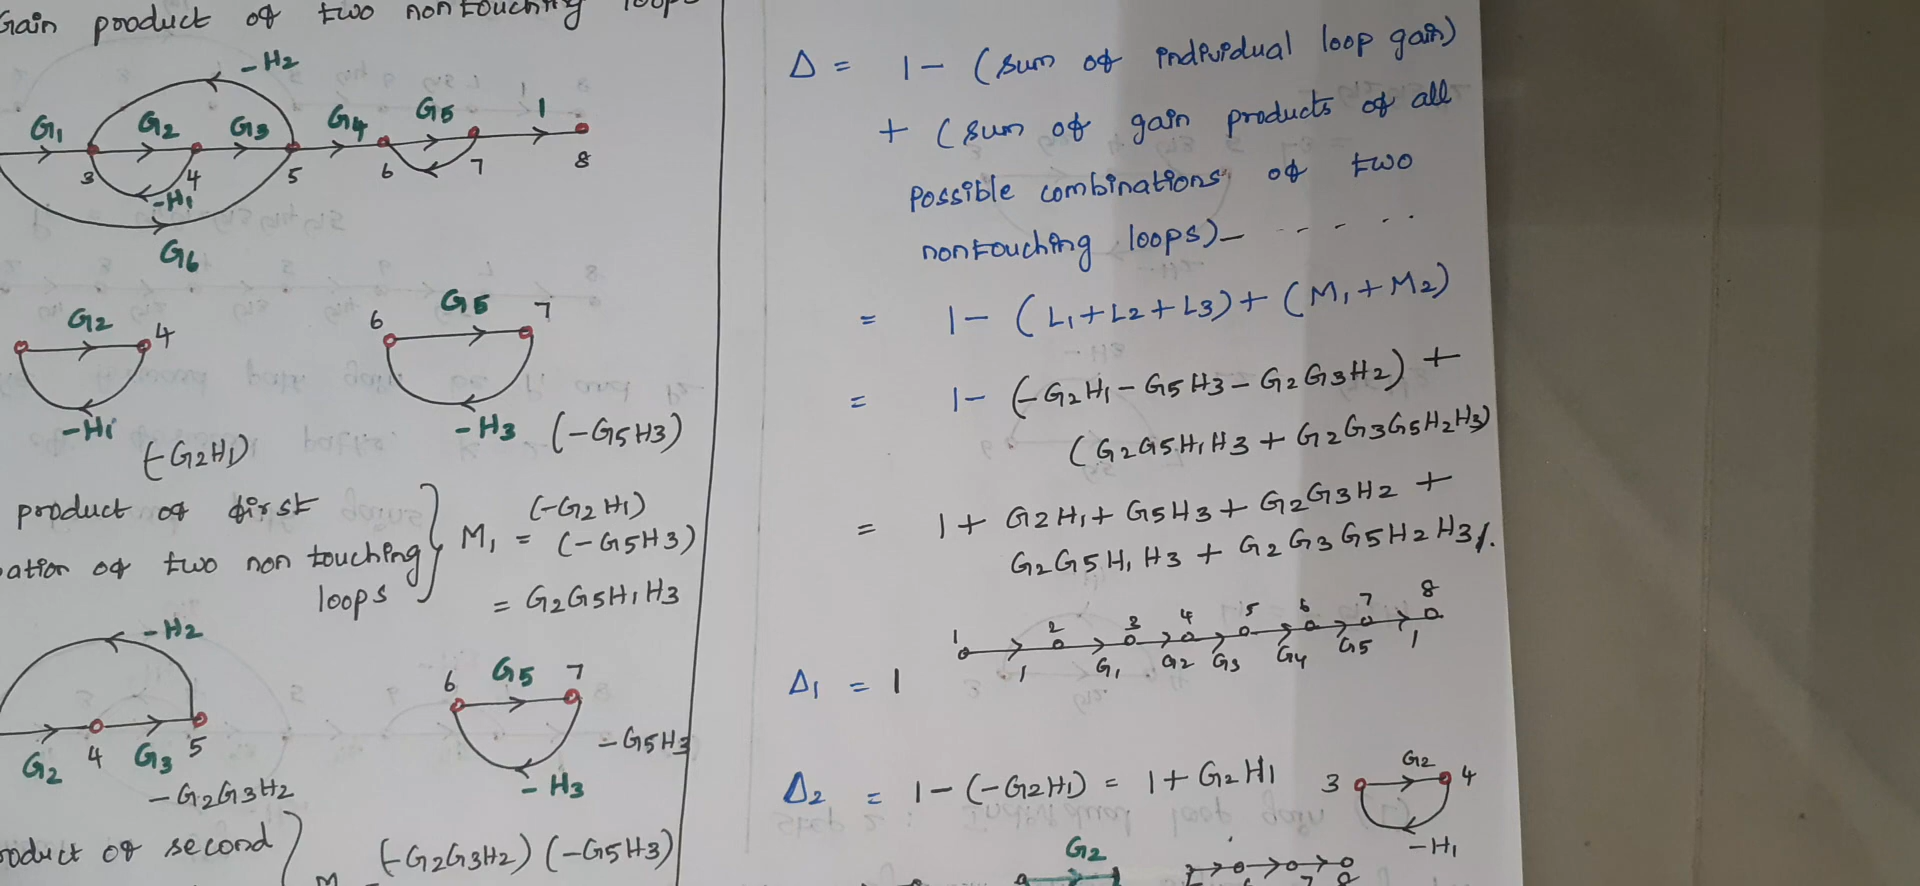 Gain product of two nontouching loops
-H2
G1 G2 G3 G4 G5 1
3 4 5 6 7 8
-H1
G6
G2 4
-H1
(-G2H1)
6 G5 7
-H3 (-G5H3)
product of first
ation of two non touching
loops
M1 = (-G2H1)
(-G5H3)
= G2G5H1H3
-H2
G2 4 G3 5
-G2G3H2
6 G5 7
-G5H3
-H3
oduct of second
M (-G2G3H2) (-G5H3)
Δ = 1 - (sum of individual loop gain)
+ (sum of gain products of all
possible combinations of two
nontouching loops) - - - - . .
= 1 - (L1+L2+L3) + (M1+M2)
= 1 - (-G2H1 - G5H3 - G2G3H2) +
(G2G5H1H3 + G2G3G5H2H3)
= 1 + G2H1 + G5H3 + G2G3H2 +
G2G5H1H3 + G2G3G5H2H3
1 2 3 4 5 6 7 8
1 G1 G2 G3 G4 G5 1
Δ1 = 1
Δ2 = 1 - (-G2H1) = 1 + G2H1
3 G2 4
-H1
G2
7 8